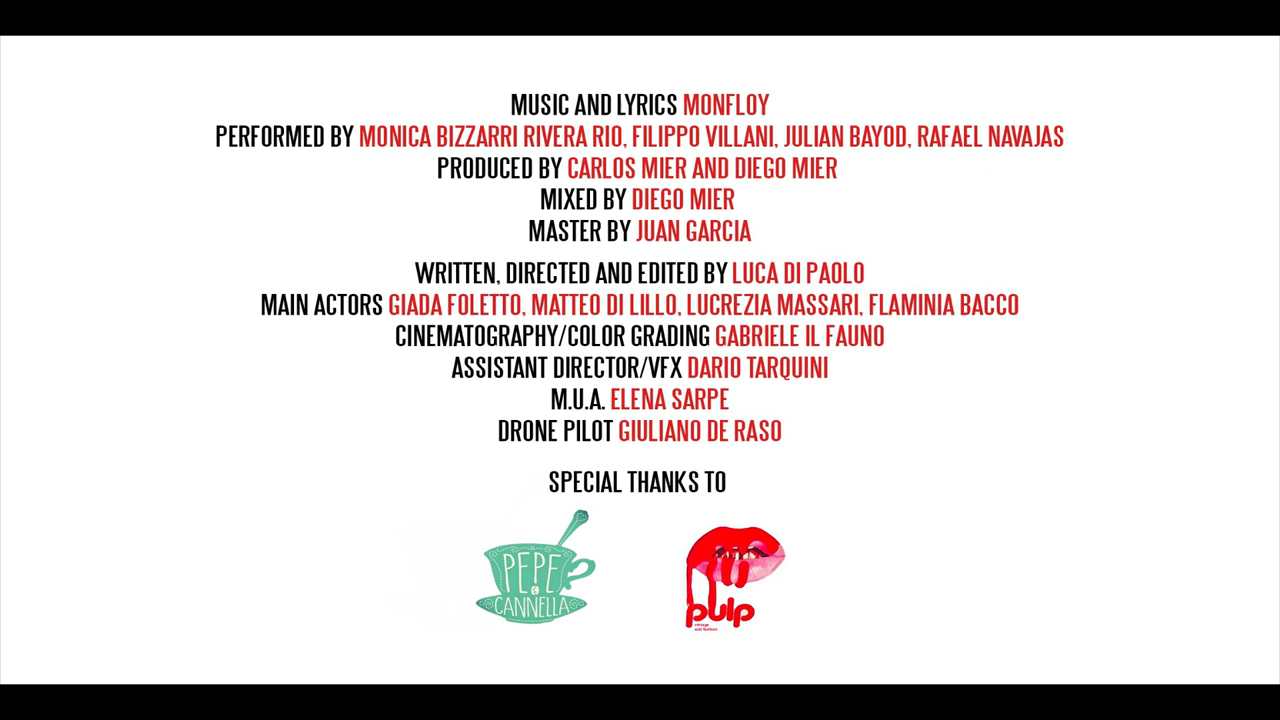 MUSIC AND LYRICS MONFLOY
PERFORMED BY MONICA BIZZARRI RIVERA RIO, FILIPPO VILLANI, JULIAN BAYOD, RAFAEL NAVAJAS
PRODUCED BY CARLOS MIER AND DIEGO MIER
MIXED BY DIEGO MIER
MASTER BY JUAN GARCIA
WRITTEN, DIRECTED AND EDITED BY LUCA DI PAOLO
MAIN ACTORS GIADA FOLETTO, MATTEO DI LILLO, LUCREZIA MASSARI, FLAMINIA BACCO
CINEMATOGRAPHY/COLOR GRADING GABRIELE IL FAUNO
ASSISTANT DIRECTOR/VFX DARIO TARQUINI
M.U.A. ELENA SARPE
DRONE PILOT GIULIANO DE RASO
SPECIAL THANKS TO
PEPE
&
CANNELLA
pulp
vintage
and fashion